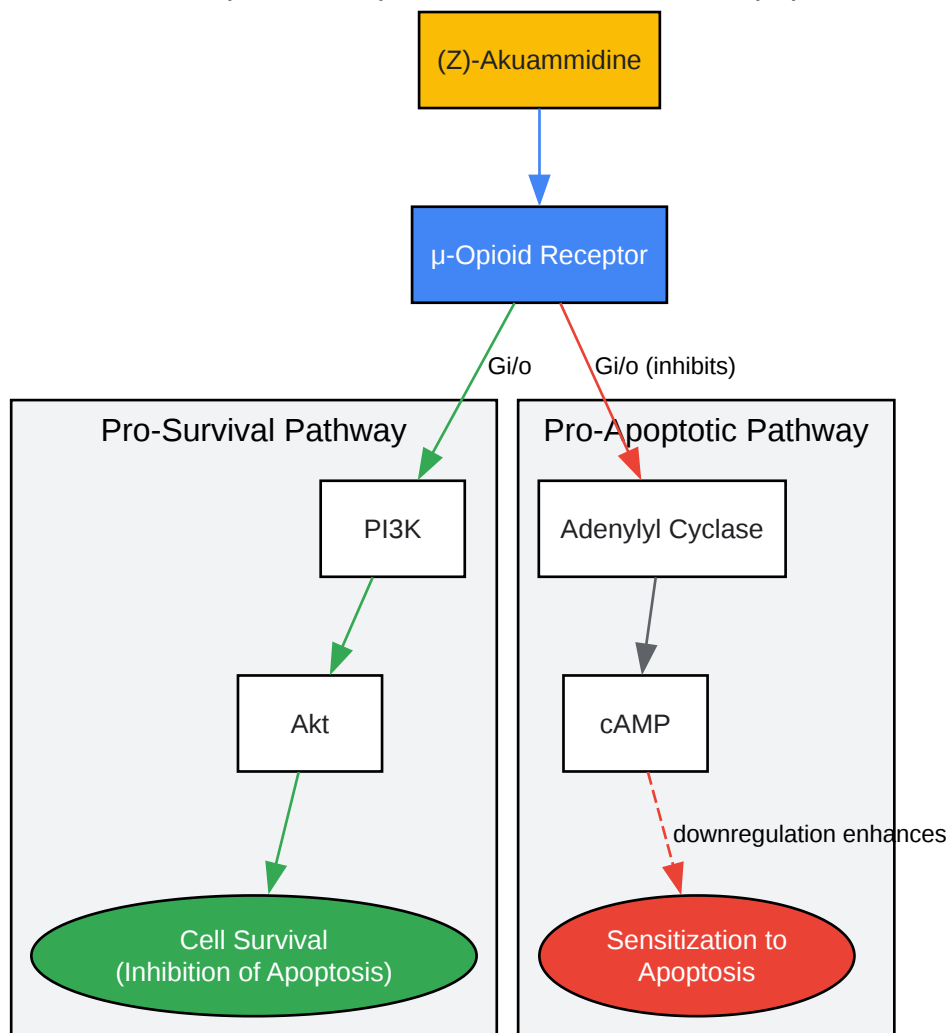 (Z)-Akuammidine
μ-Opioid Receptor
Gi/o
Gi/o (inhibits)
Pro-Survival Pathway
Pro-Apoptotic Pathway
PI3K
Adenylyl Cyclase
Akt
cAMP
downregulation enhances
Cell Survival
(Inhibition of Apoptosis)
Sensitization to
Apoptosis